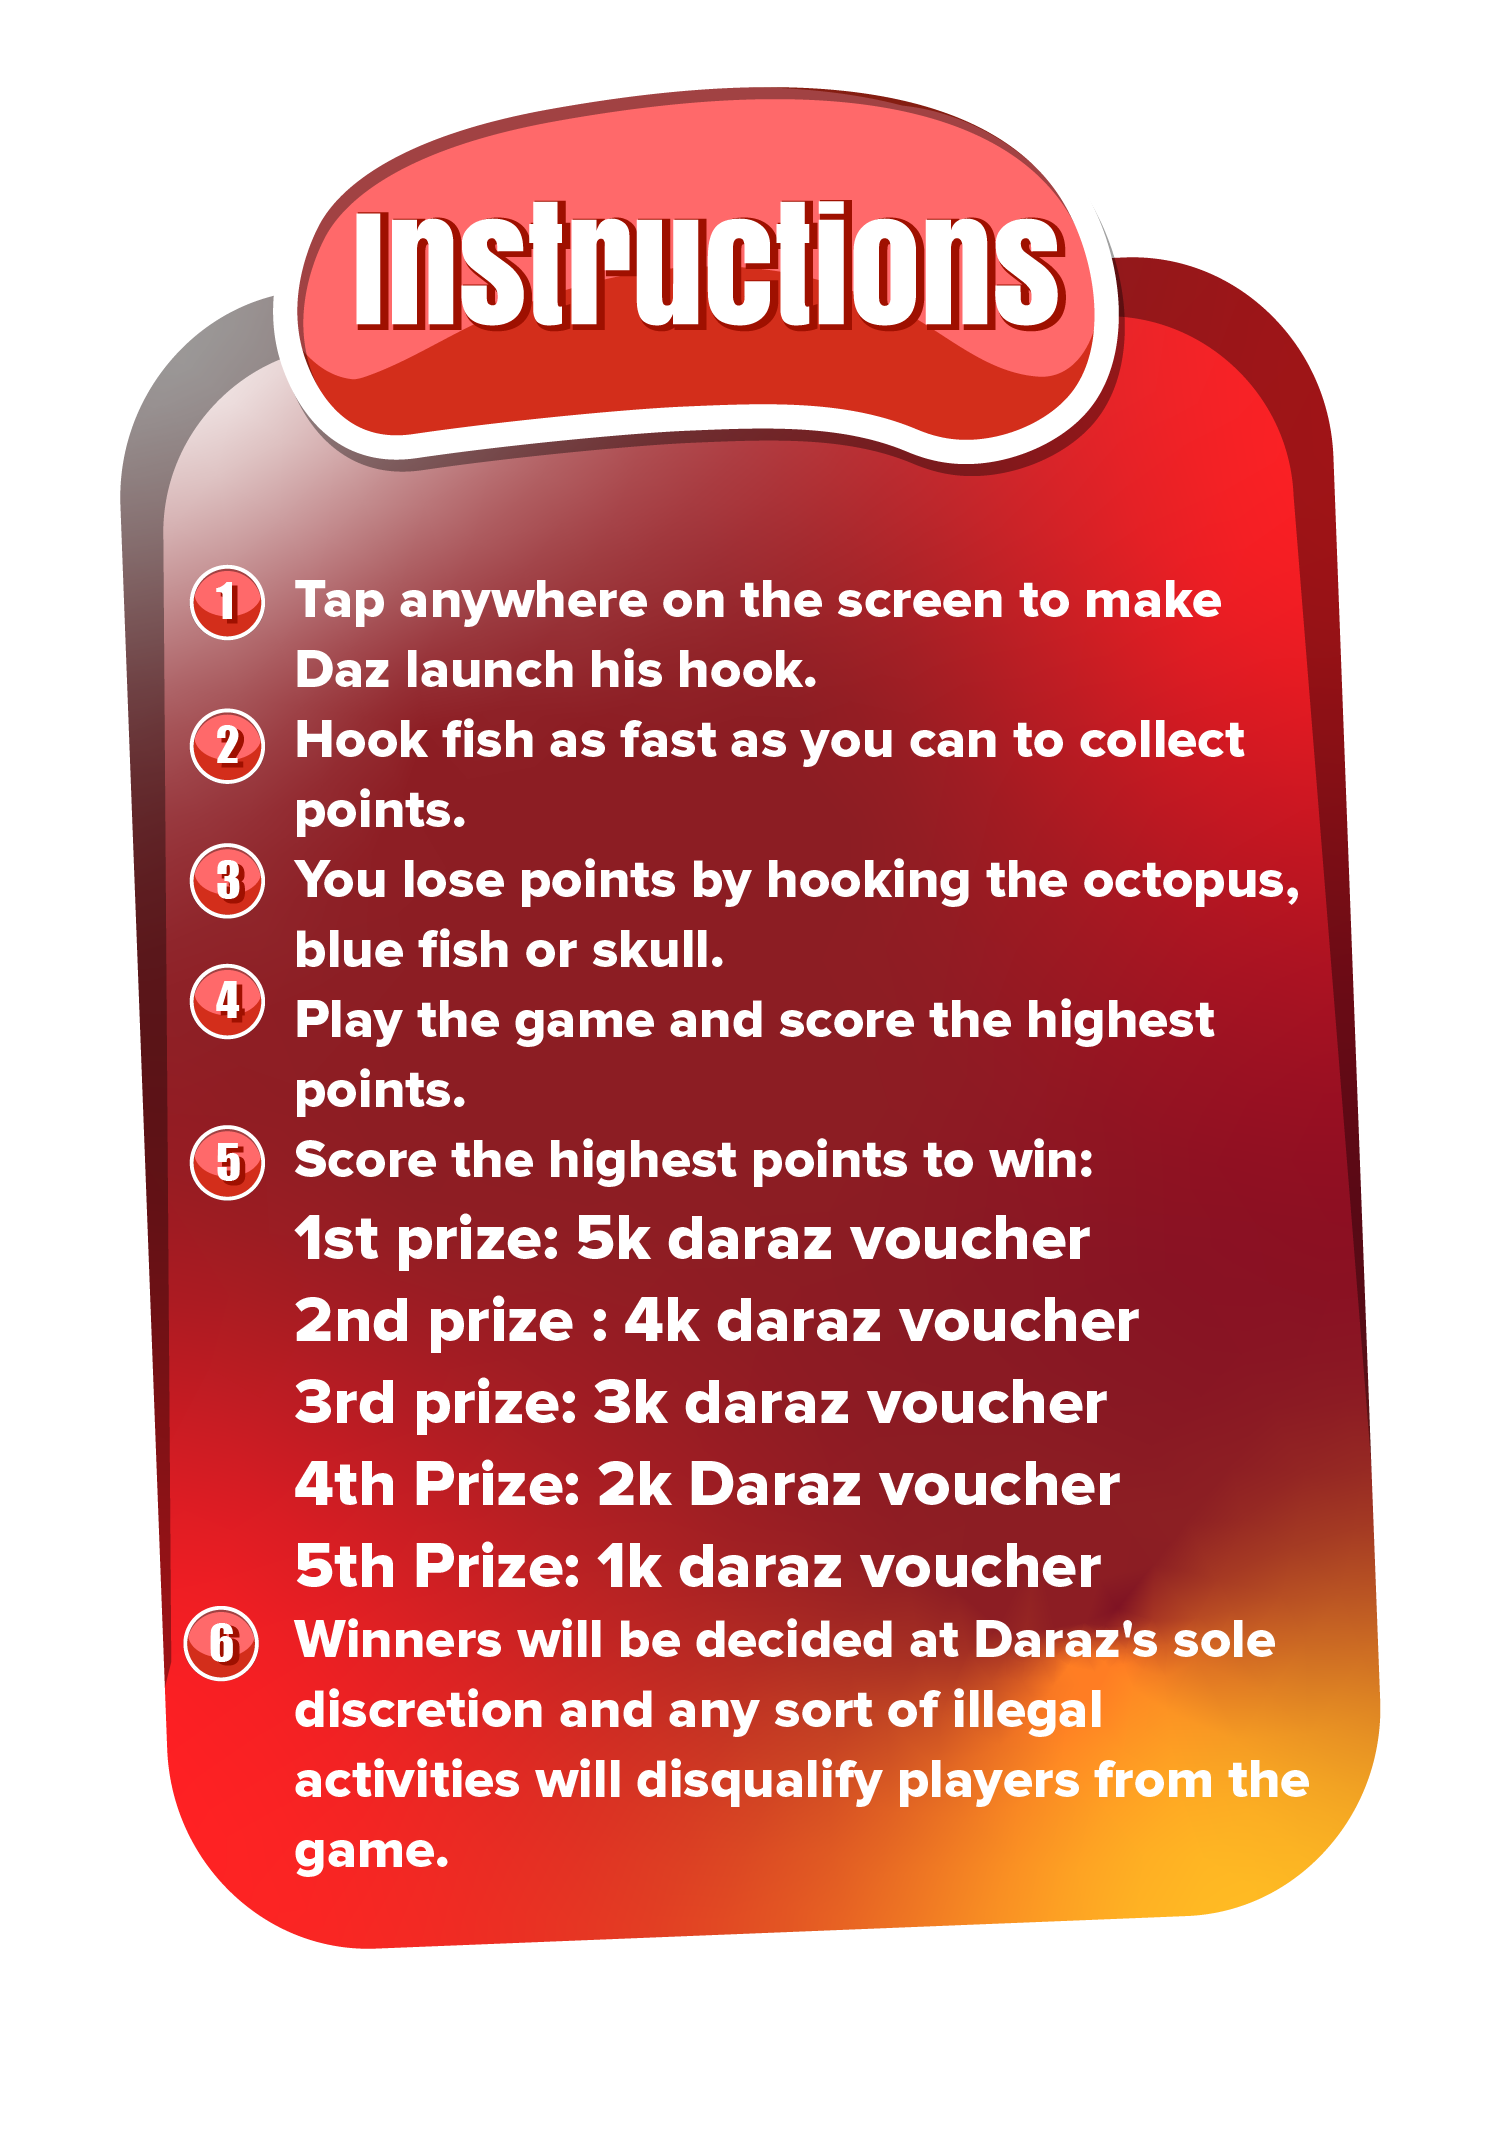 Instructions
1 Tap anywhere on the screen to make
Daz launch his hook.
2 Hook fish as fast as you can to collect
points.
3 You lose points by hooking the octopus,
blue fish or skull.
4 Play the game and score the highest
points.
5 Score the highest points to win:
1st prize: 5k daraz voucher
2nd prize : 4k daraz voucher
3rd prize: 3k daraz voucher
4th Prize: 2k Daraz voucher
5th Prize: 1k daraz voucher
6 Winners will be decided at Daraz's sole
discretion and any sort of illegal
activities will disqualify players from the
game.